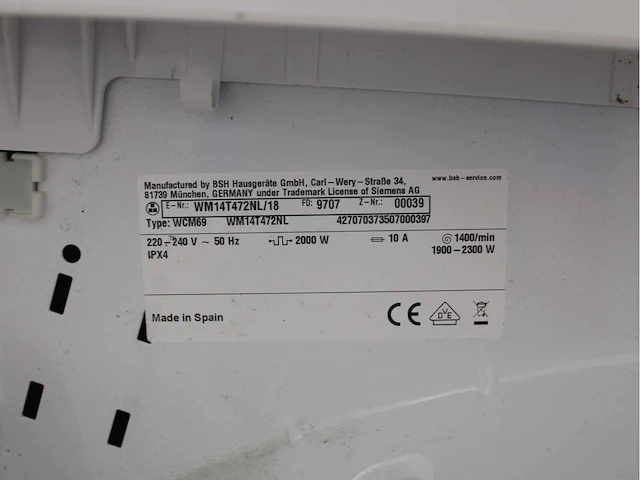 Manufactured by BSH Hausgeräte GmbH, Carl-Wery-Straße 34, www.bsh-service.com
81739 München, GERMANY under Trademark License of Siemens AG
E-Nr.: WM14T472NL/18 FD: 9707 Z-Nr.: 00039
Type: WCM69 WM14T472NL 427070373507000397
220-240 V ~ 50 Hz 2000 W 10 A 1400/min
IPX4 1900-2300 W
Made in Spain CE DVE